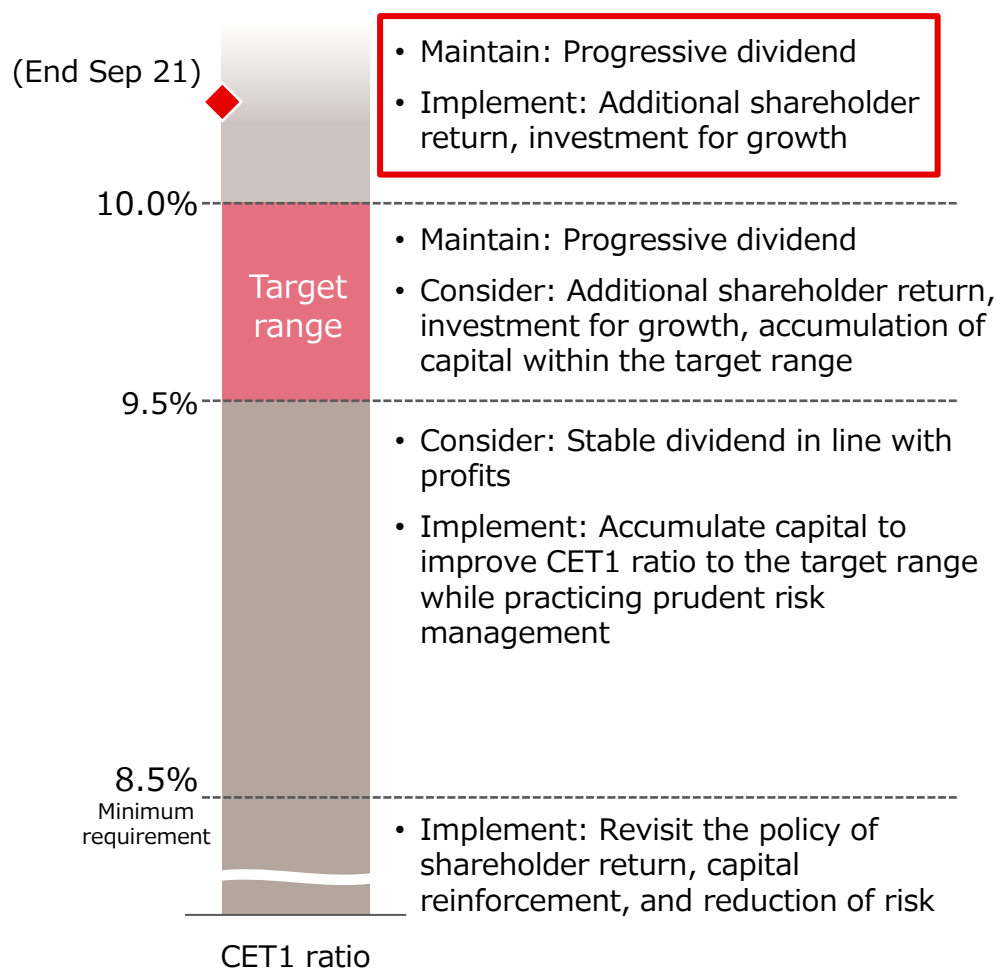 (End Sep 21)
• Maintain: Progressive dividend
• Implement: Additional shareholder
return, investment for growth
10.0%
Target
range
• Maintain: Progressive dividend
• Consider: Additional shareholder return,
investment for growth, accumulation of
capital within the target range
9.5%
• Consider: Stable dividend in line with
profits
• Implement: Accumulate capital to
improve CET1 ratio to the target range
while practicing prudent risk
management
8.5%
Minimum
requirement
• Implement: Revisit the policy of
shareholder return, capital
reinforcement, and reduction of risk
CET1 ratio